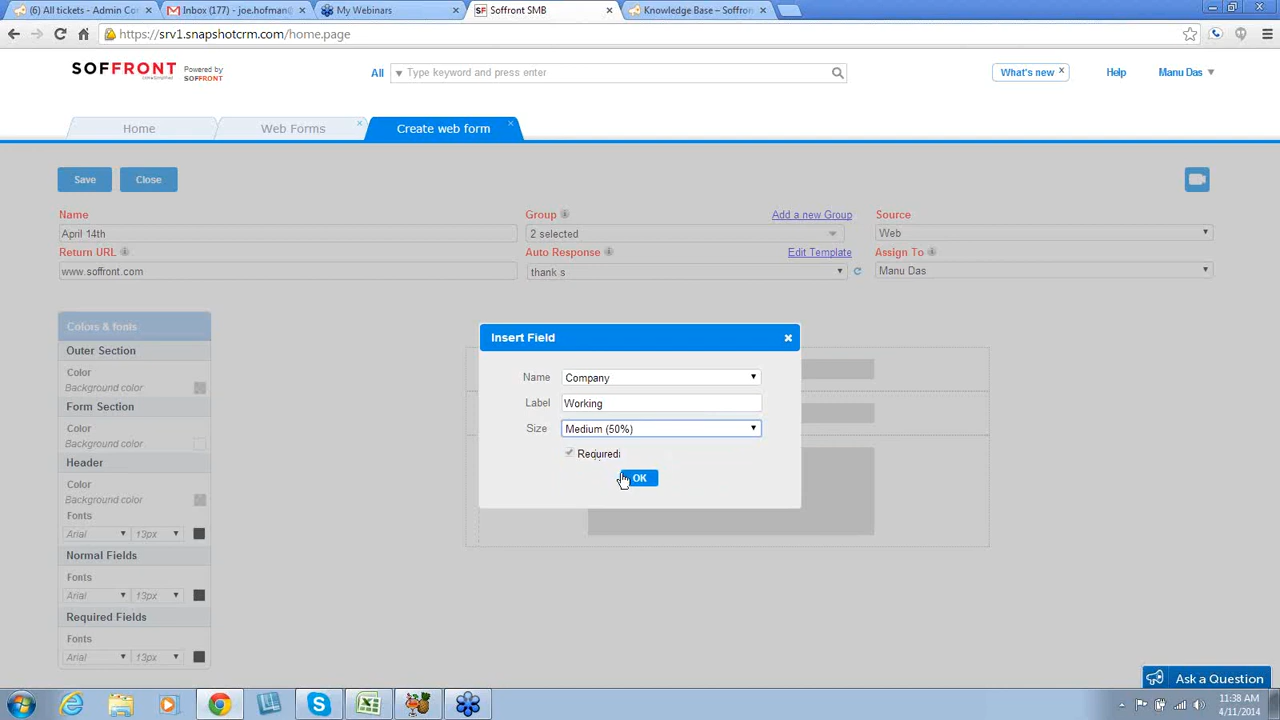 (6) All tickets - Admin Co
Inbox (177) - joe.hofman@
My Webinars
Soffront SMB
Knowledge Base – Soffron
https://srv1.snapshotcrm.com/home.page
SOFFRONT
Powered by SOFFRONT
All
Type keyword and press enter
What's new x
Help
Manu Das
Home
Web Forms
Create web form
Save
Close
Name
Group
Add a new Group
Source
April 14th
2 selected
Web
Return URL
Auto Response
Edit Template
Assign To
www.soffront.com
thank s
Manu Das
Colors & fonts
Outer Section
Color
Background color
Form Section
Color
Background color
Header
Color
Background color
Fonts
Arial 13px
Normal Fields
Fonts
Arial 13px
Required Fields
Fonts
Arial 13px
Insert Field
Name Company
Label Working
Size Medium (50%)
Required
OK
Ask a Question
11:38 AM
4/11/2014